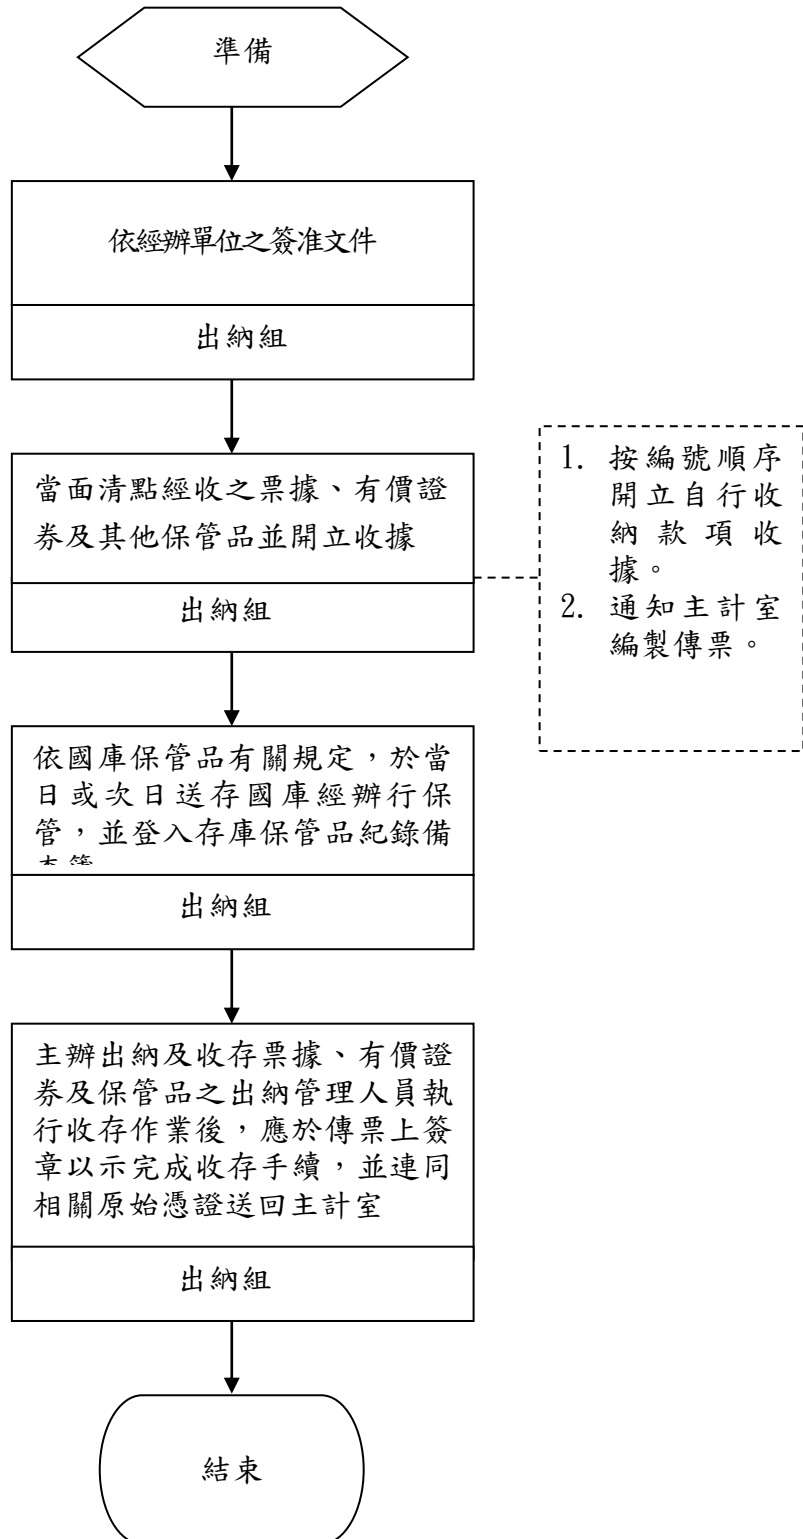 準備
依經辦單位之簽准文件
出納組
當面清點經收之票據、有價證
券及其他保管品並開立收據
出納組
1. 按編號順序
開立自行收
納款項收
據。
2. 通知主計室
編製傳票。
依國庫保管品有關規定，於當
日或次日送存國庫經辦行保
管，並登入存庫保管品紀錄備
出納組
主辦出納及收存票據、有價證
券及保管品之出納管理人員執
行收存作業後，應於傳票上簽
章以示完成收存手續，並連同
相關原始憑證送回主計室
出納組
結束